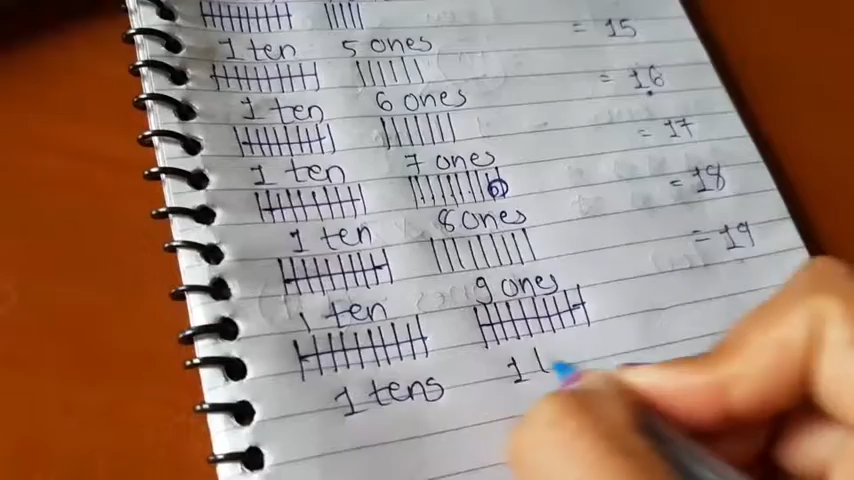 1 ten 5 ones = 15
1 ten 6 ones = 16
1 ten 7 ones = 17
1 ten 8 ones = 18
1 ten 9 ones = 19
1 tens 1